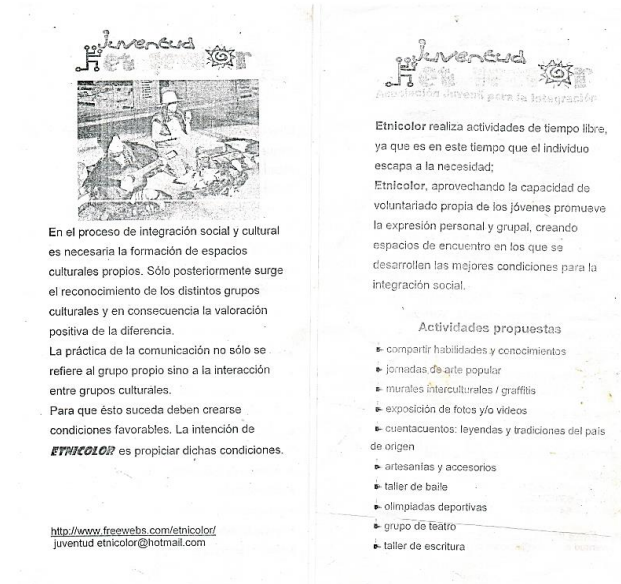 Juventud
En el proceso de integración social y cultural
es necesaria la formación de espacios
culturales propios. Sólo posteriormente surge
el reconocimiento de los distintos grupos
culturales y en consecuencia la valoración
positiva de la diferencia.
La práctica de la comunicación no sólo se
refiere al grupo propio sino a la interacción
entre grupos culturales.
Para que ésto suceda deben crearse
condiciones favorables. La intención de
ETNICOLOR es propiciar dichas condiciones.
http://www.freewebs.com/etnicolor/
juventud etnicolor@hotmail.com
Juventud
Asociación Juvenil para la Integración
Etnicolor realiza actividades de tiempo libre,
ya que es en este tiempo que el individuo
escapa a la necesidad;
Etnicolor, aprovechando la capacidad de
voluntariado propia de los jóvenes promueve
la expresión personal y grupal, creando
espacios de encuentro en los que se
desarrollen las mejores condiciones para la
integración social.
Actividades propuestas
compartir habilidades y conocimientos
jornadas de arte popular
murales interculturales / graffitis
exposición de fotos y/o videos
cuentacuentos: leyendas y tradiciones del país
de origen
artesanías y accesorios
taller de baile
olimpiadas deportivas
grupo de teatro
taller de escritura